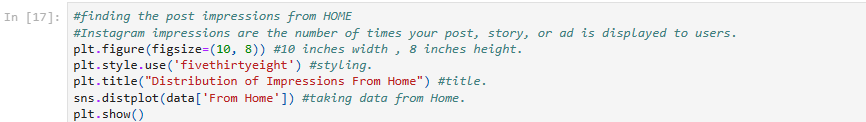 In [17]: #finding the post impressions from HOME
#Instagram impressions are the number of times your post, story, or ad is displayed to users.
plt.figure(figsize=(10, 8)) #10 inches width , 8 inches height.
plt.style.use('fivethirtyeight') #styling.
plt.title("Distribution of Impressions From Home") #title.
sns.distplot(data['From Home']) #taking data from Home.
plt.show()